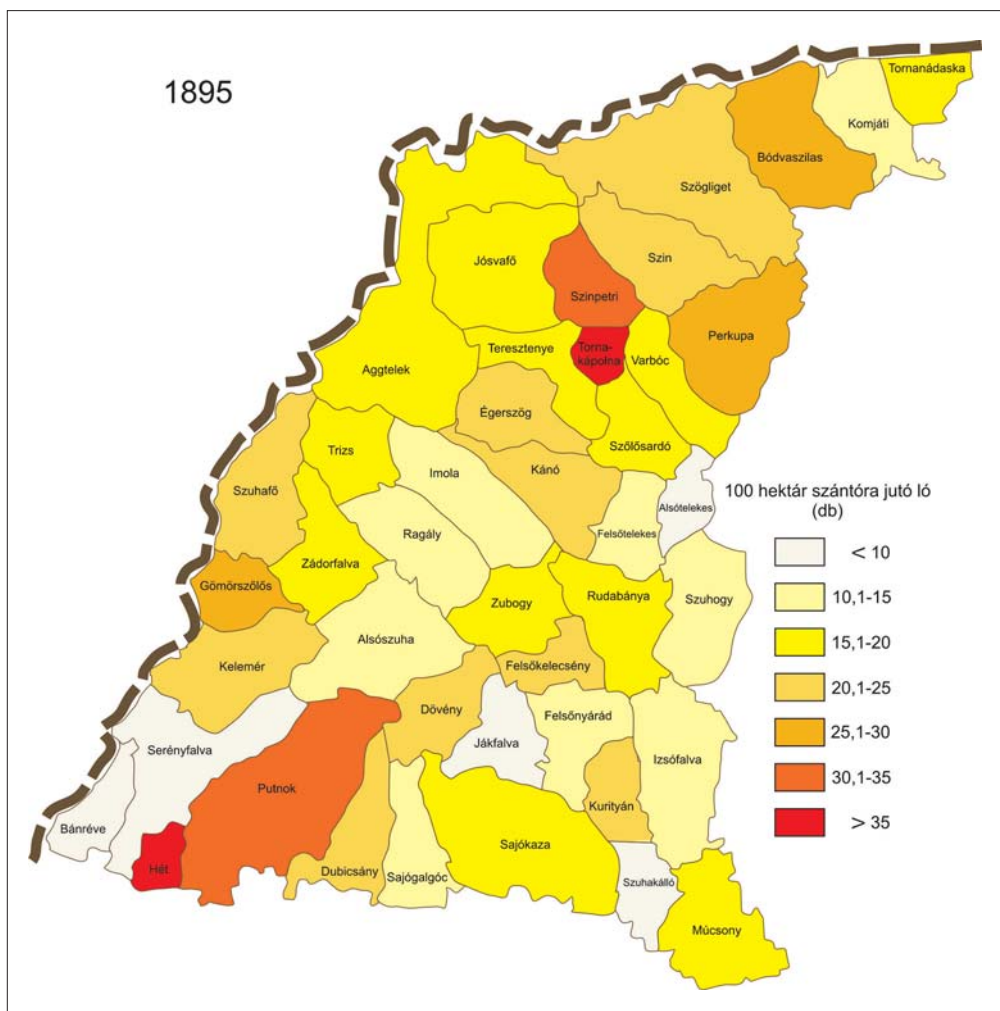 1895
Tornanádaska
Komjáti
Bódvaszilas
Szögliget
Szin
Jósvafő
Szinpetri
Perkupa
Torna-
kápolna
Teresztenye
Varbóc
Aggtelek
Égerszög
Szőlősardó
Trizs
Imola
Kánó
Szuhafő
Alsótelekes
Ragály
Felsőtelekes
Zádorfalva
Gömörszőlős
Zubogy
Rudabánya
Szuhogy
Alsószuha
Kelemér
Felsőkelecsény
Dövény
Felsőnyárád
Serényfalva
Jákfalva
Izsófalva
Putnok
Kurityán
Bánréve
Sajókaza
Hét
Dubicsány
Sajógalgóc
Szuhakálló
Múcsony
100 hektár szántóra jutó ló
(db)
< 10
10,1-15
15,1-20
20,1-25
25,1-30
30,1-35
> 35